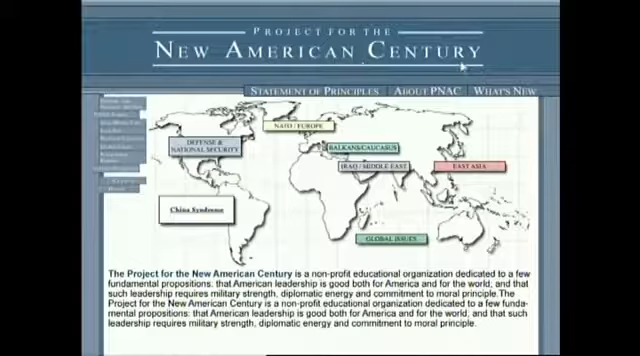 PROJECT FOR THE
NEW AMERICAN CENTURY
STATEMENT OF PRINCIPLES ABOUT PNAC WHAT'S NEW
NATO / EUROPE
DEFENSE &
NATIONAL SECURITY
BALKANS/CAUCASUS
IRAQ / MIDDLE EAST
EAST ASIA
China Syndrome
GLOBAL ISSUES
The Project for the New American Century is a non-profit educational organization dedicated to a few
fundamental propositions: that American leadership is good both for America and for the world; and that
such leadership requires military strength, diplomatic energy and commitment to moral principle.The
Project for the New American Century is a non-profit educational organization dedicated to a few funda-
mental propositions: that American leadership is good both for America and for the world; and that such
leadership requires military strength, diplomatic energy and commitment to moral principle.